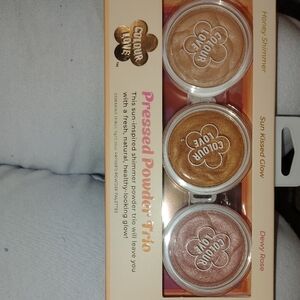 COLOUR
LOVE
Pressed Powder Trio
This sun-inspired shimmer powder trio will leave you
with a fresh, natural, healthy-looking glow!
Honey Shimmer
COLOUR
LOVE
Sun Kissed Glow
COLOUR
LOVE
Dewy Rose
COLOUR
LOVE